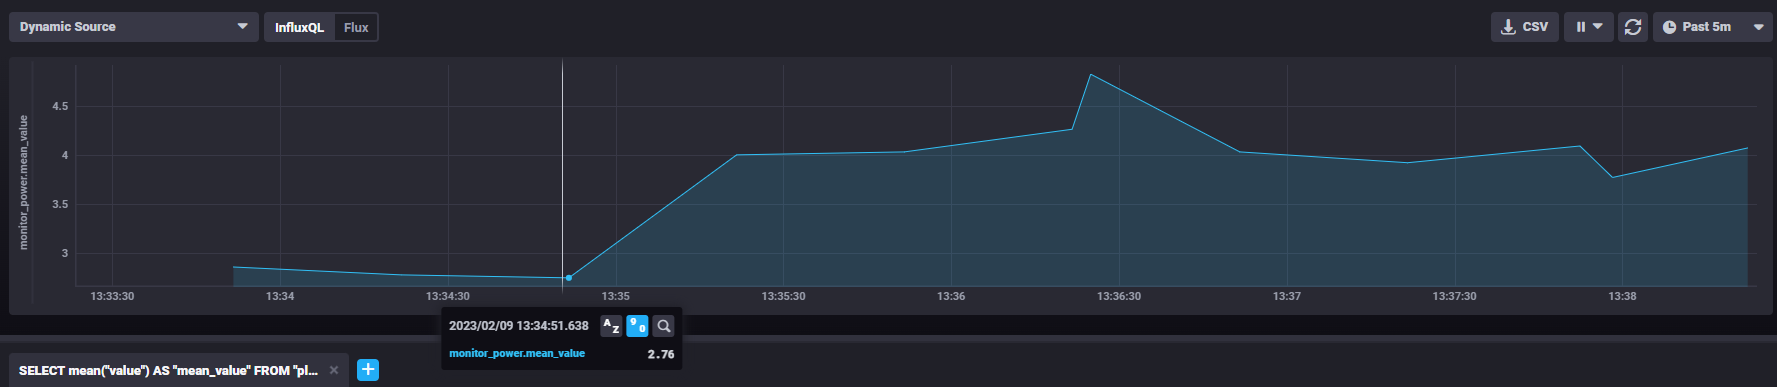 Dynamic Source InfluxQL Flux CSV Past 5m
monitor_power.mean_value
4.5
4
3.5
3
13:33:30 13:34 13:34:30 13:35 13:35:30 13:36 13:36:30 13:37 13:37:30 13:38
2023/02/09 13:34:51.638 AZ 90
monitor_power.mean_value 2.76
SELECT mean("value") AS "mean_value" FROM "pl... × +